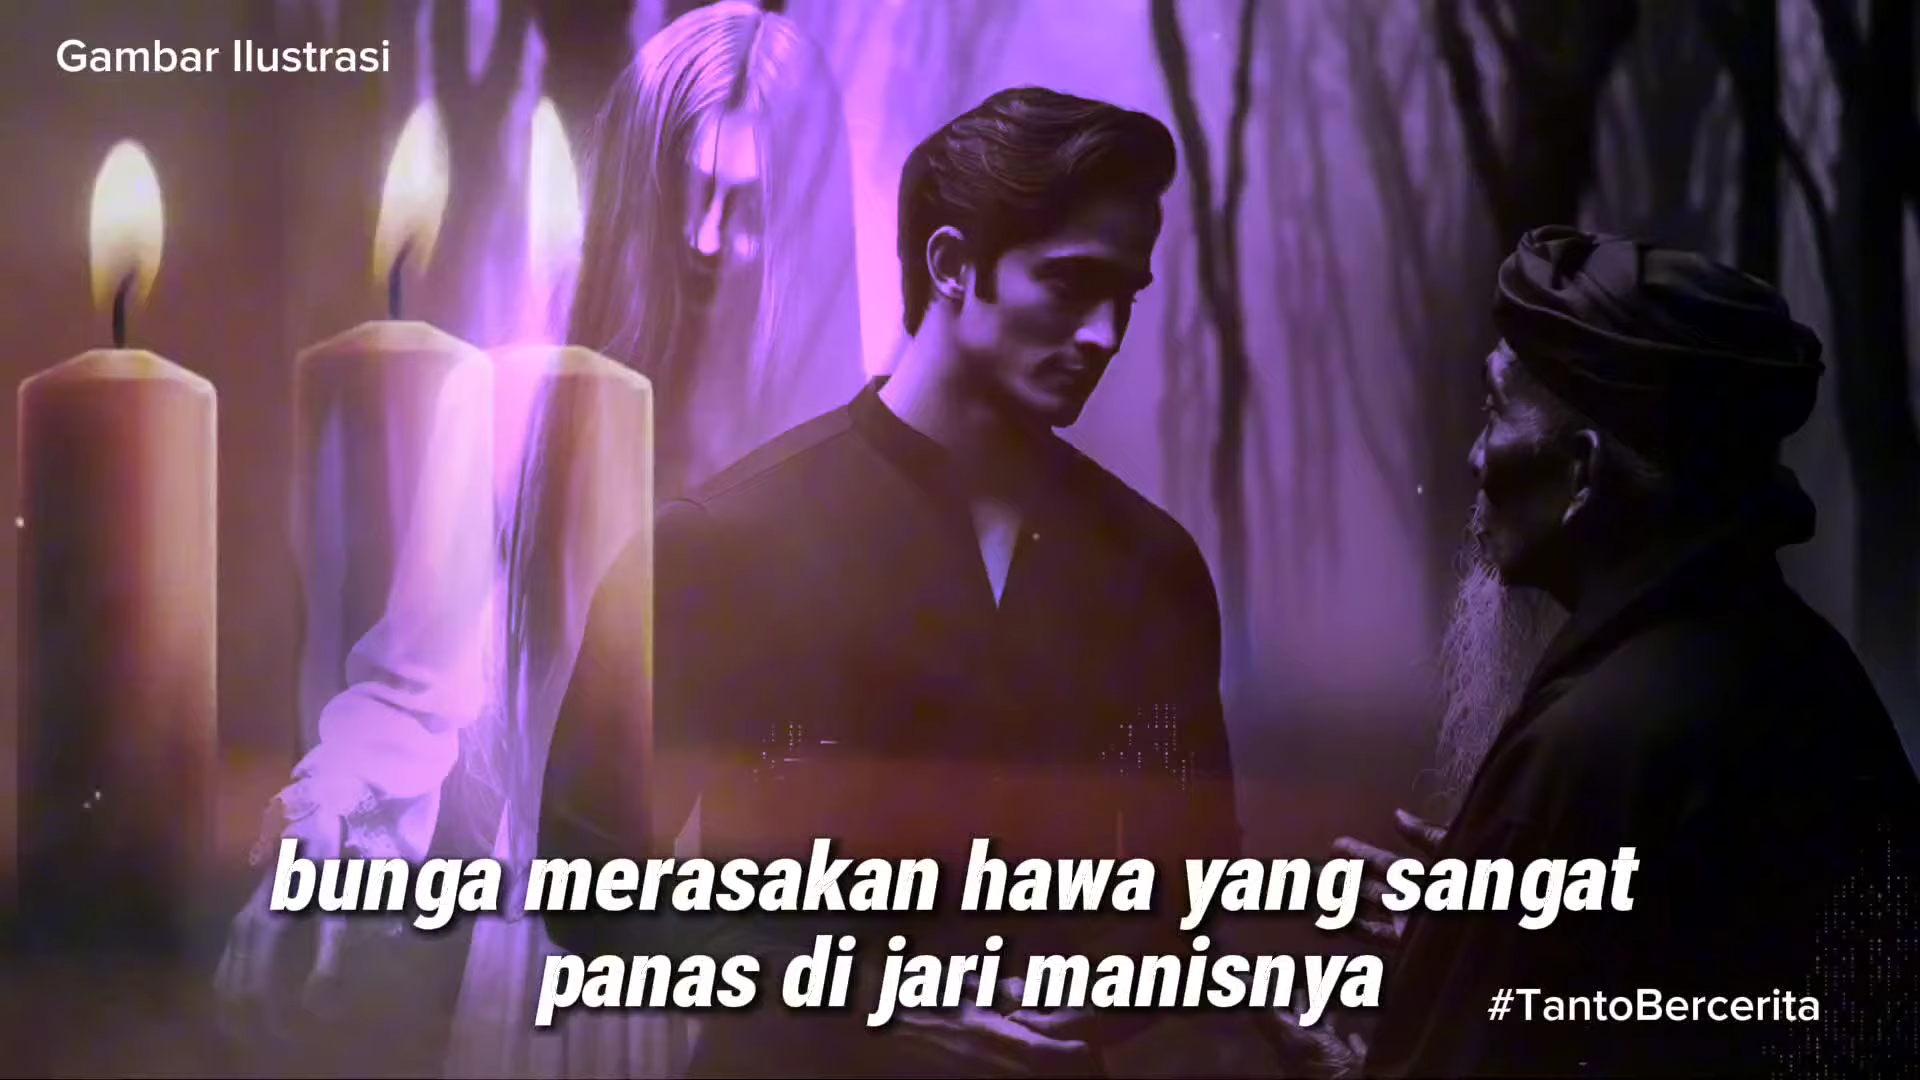 Gambar Ilustrasi
bunga merasakan hawa yang sangat
panas di jari manisnya
#TantoBercerita